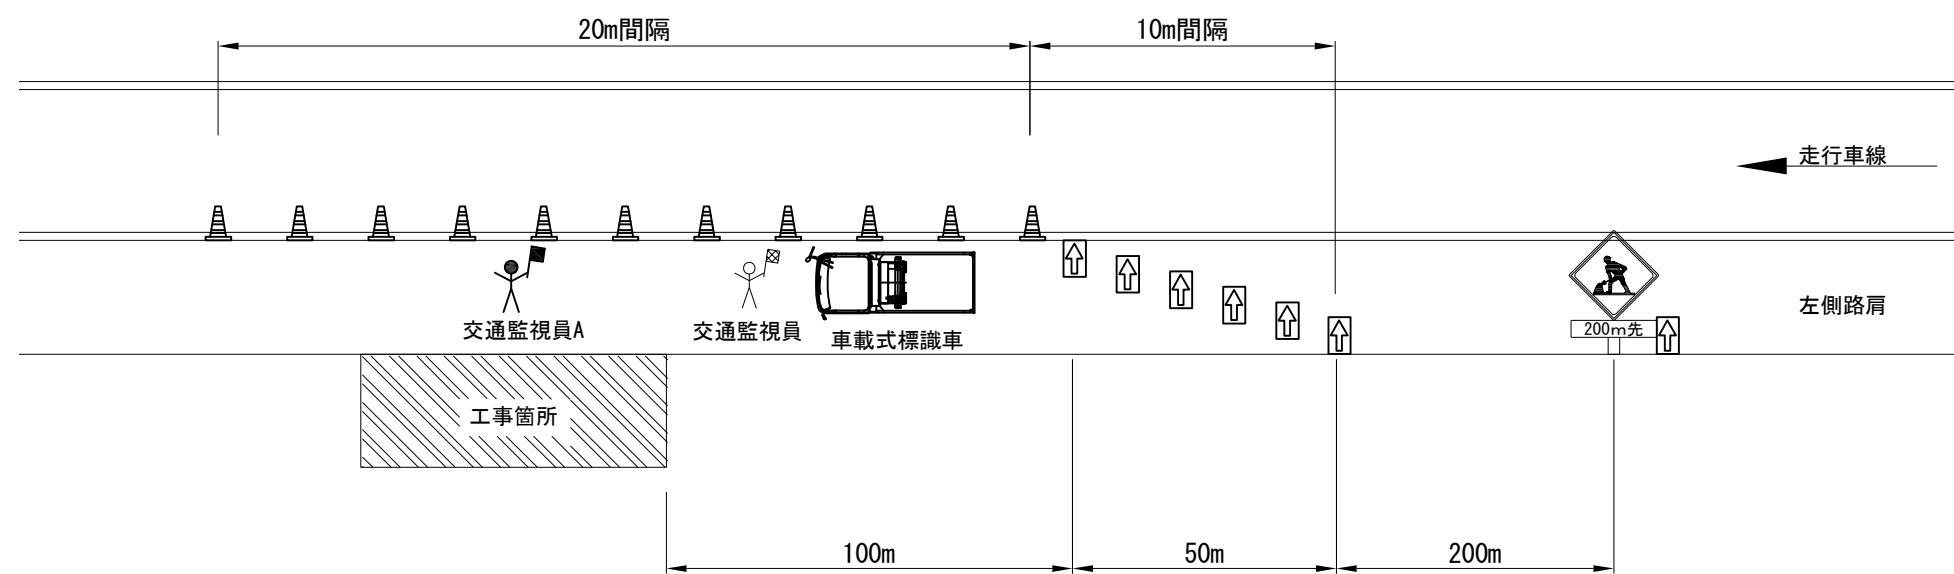 20m間隔
10m間隔
走行車線
交通監視員A
交通監視員
車載式標識車
200m先
左側路肩
工事箇所
100m
50m
200m